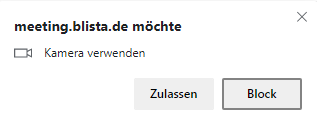 meeting.blista.de möchte
Kamera verwenden
Zulassen
Block